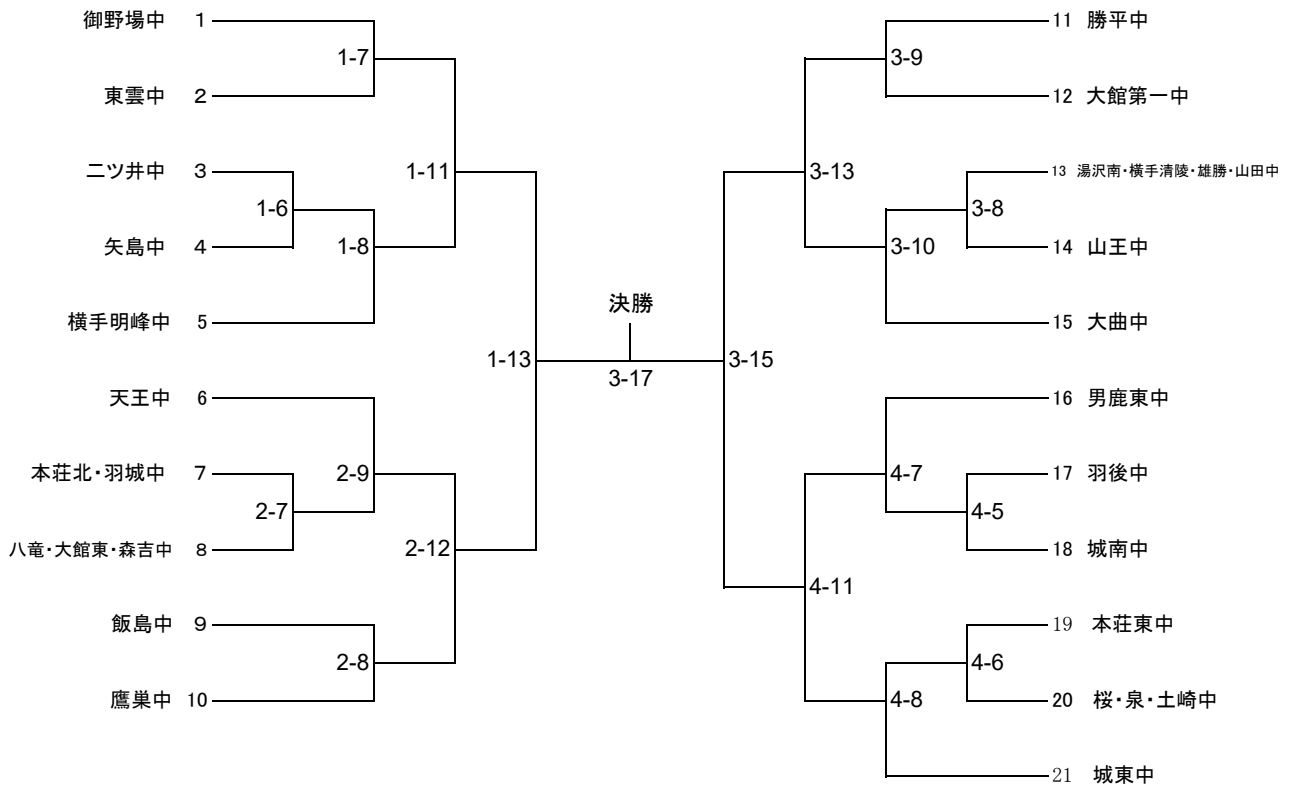 御野場中 1
1-7
東雲中 2
二ツ井中 3
1-6
矢島中 4
1-8
横手明峰中 5
1-11
天王中 6
本荘北・羽城中 7
2-7
八竜・大館東・森吉中 8
2-9
飯島中 9
2-8
鷹巣中 10
2-12
1-13
決勝
3-17
11 勝平中
3-9
12 大館第一中
13 湯沢南・横手清陵・雄勝・山田中
3-8
14 山王中
3-10
15 大曲中
3-13
3-15
16 男鹿東中
4-7
17 羽後中
4-5
18 城南中
4-11
19 本荘東中
4-6
20 桜・泉・土崎中
4-8
21 城東中